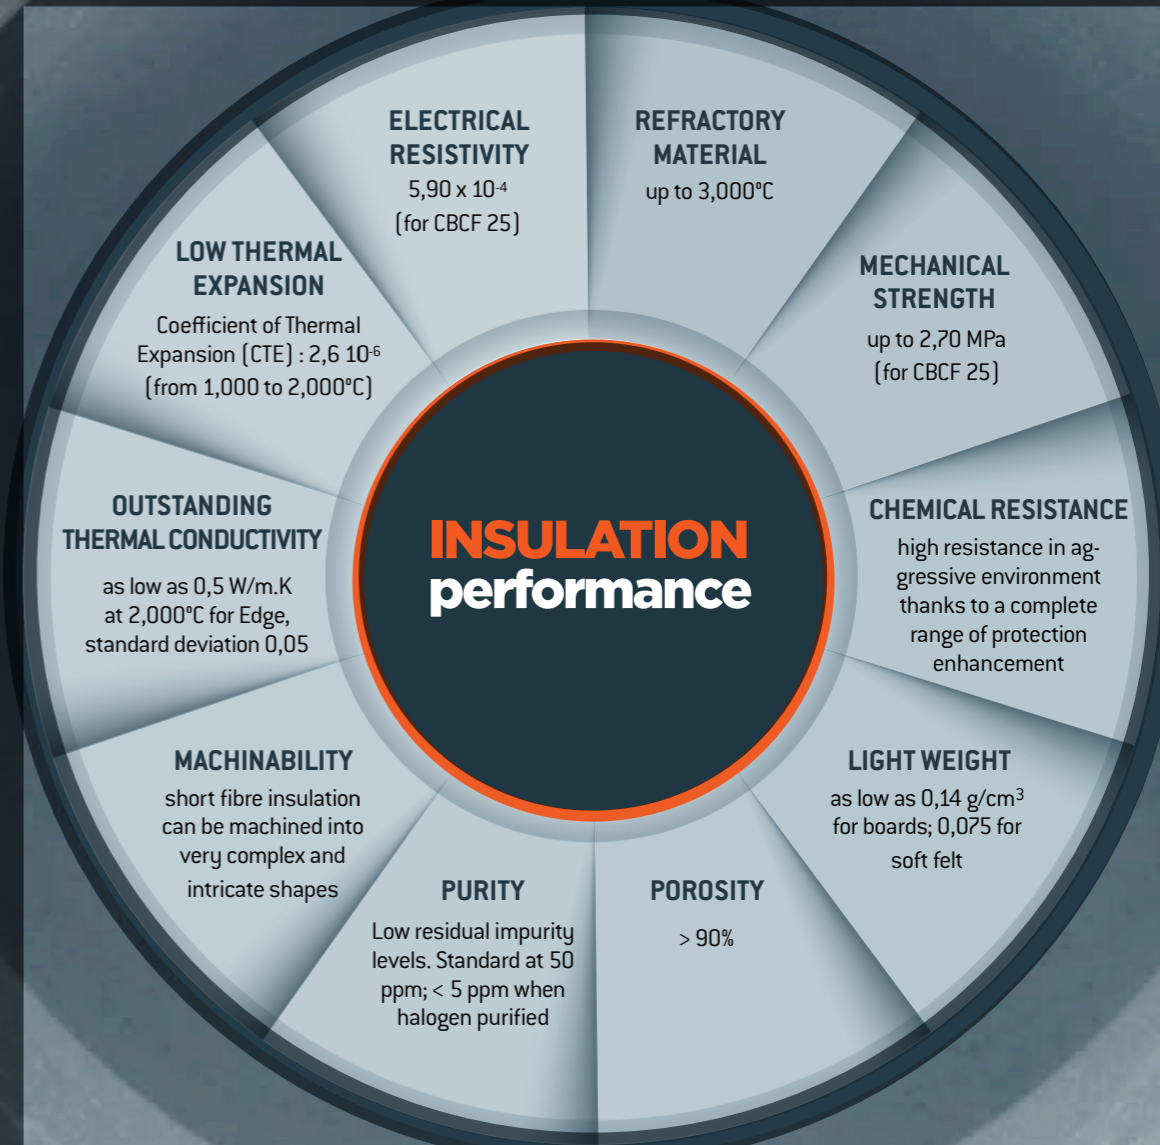 INSULATION
performance
ELECTRICAL
RESISTIVITY
5,90 x 10-4
(for CBCF 25)
REFRACTORY
MATERIAL
up to 3,000°C
MECHANICAL
STRENGTH
up to 2,70 MPa
(for CBCF 25)
CHEMICAL RESISTANCE
high resistance in ag-
gressive environment
thanks to a complete
range of protection
enhancement
LIGHT WEIGHT
as low as 0,14 g/cm3
for boards; 0,075 for
soft felt
POROSITY
> 90%
PURITY
Low residual impurity
levels. Standard at 50
ppm; < 5 ppm when
halogen purified
MACHINABILITY
short fibre insulation
can be machined into
very complex and
intricate shapes
OUTSTANDING
THERMAL CONDUCTIVITY
as low as 0,5 W/m.K
at 2,000°C for Edge,
standard deviation 0,05
LOW THERMAL
EXPANSION
Coefficient of Thermal
Expansion (CTE) : 2,6 10-6
(from 1,000 to 2,000°C)